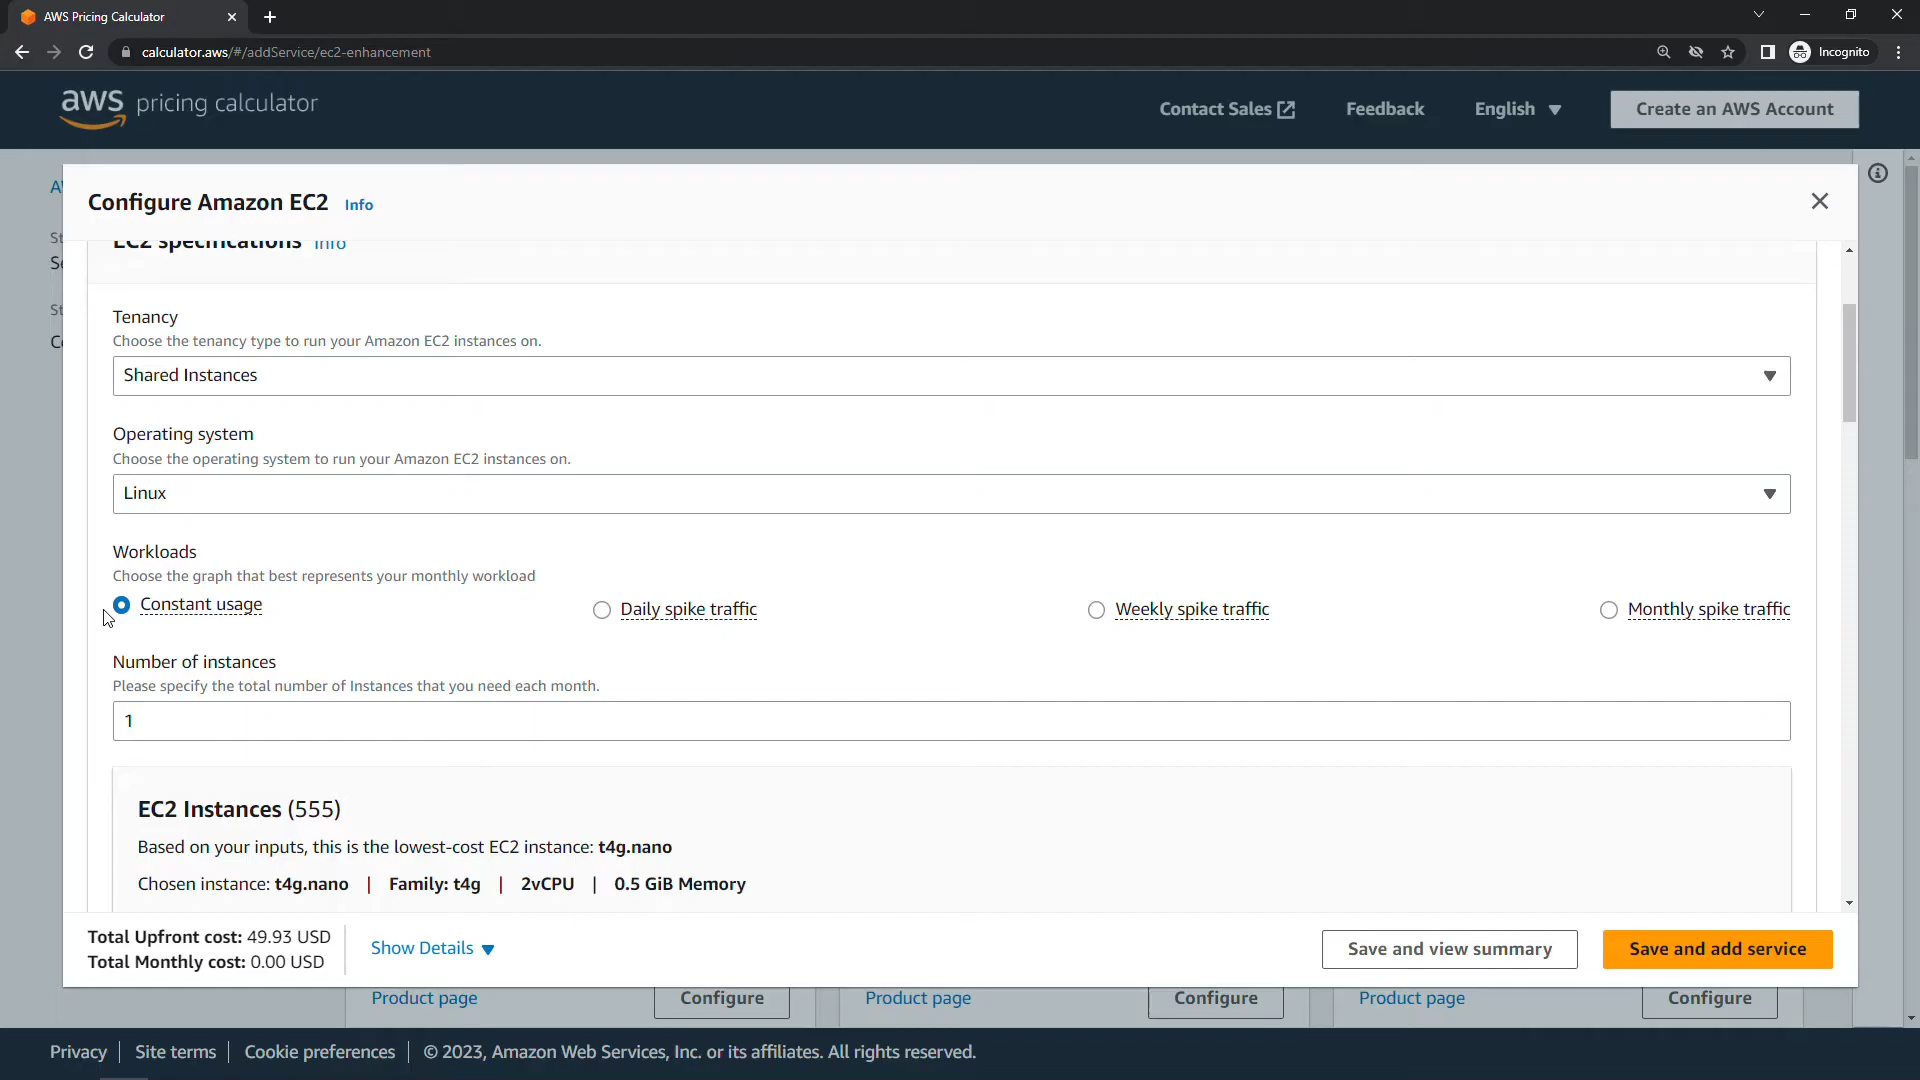 AWS Pricing Calculator
calculator.aws/#/addService/ec2-enhancement
Incognito
aws pricing calculator
Contact Sales
Feedback
English
Create an AWS Account
Configure Amazon EC2 Info
EC2 specifications Info
Tenancy
Choose the tenancy type to run your Amazon EC2 instances on.
Shared Instances
Operating system
Choose the operating system to run your Amazon EC2 instances on.
Linux
Workloads
Choose the graph that best represents your monthly workload
Constant usage
Daily spike traffic
Weekly spike traffic
Monthly spike traffic
Number of instances
Please specify the total number of Instances that you need each month.
1
EC2 Instances (555)
Based on your inputs, this is the lowest-cost EC2 instance: t4g.nano
Chosen instance: t4g.nano | Family: t4g | 2vCPU | 0.5 GiB Memory
Total Upfront cost: 49.93 USD
Total Monthly cost: 0.00 USD
Show Details
Save and view summary
Save and add service
Product page
Configure
Product page
Configure
Product page
Configure
Privacy | Site terms | Cookie preferences | © 2023, Amazon Web Services, Inc. or its affiliates. All rights reserved.